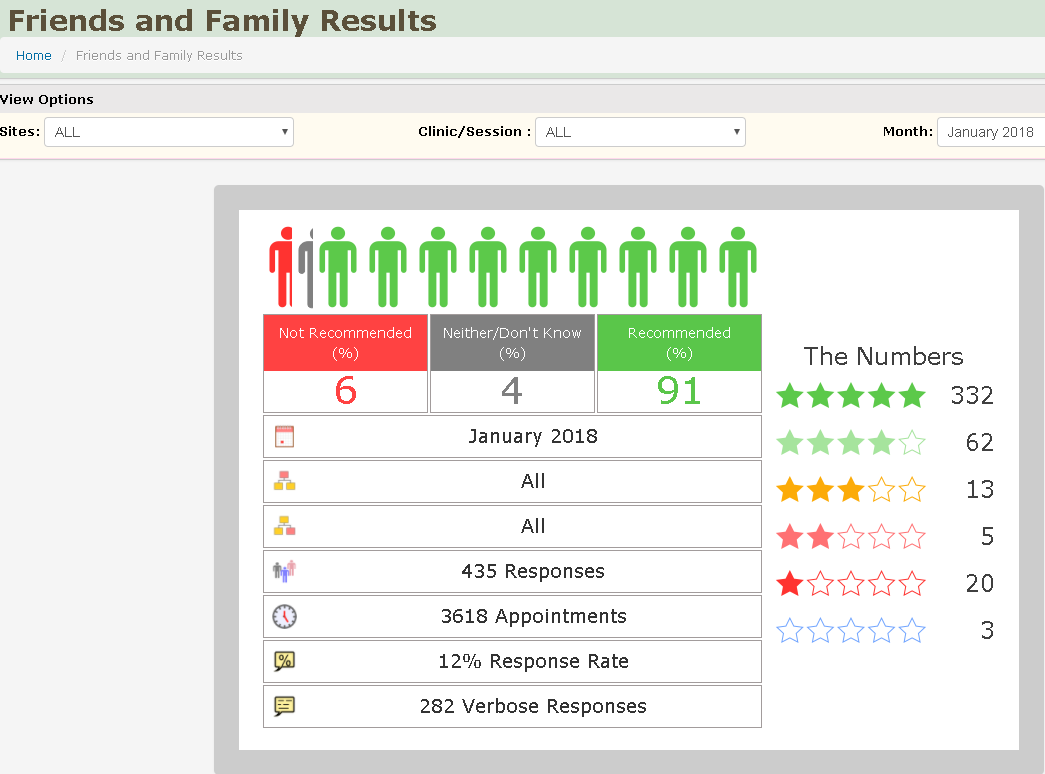 Friends and Family Results
Home / Friends and Family Results
View Options
Sites: ALL Clinic/Session : ALL Month: January 2018
Not Recommended (%)
6
Neither/Don't Know (%)
4
Recommended (%)
91
January 2018
All
All
435 Responses
3618 Appointments
12% Response Rate
282 Verbose Responses
The Numbers
332
62
13
5
20
3